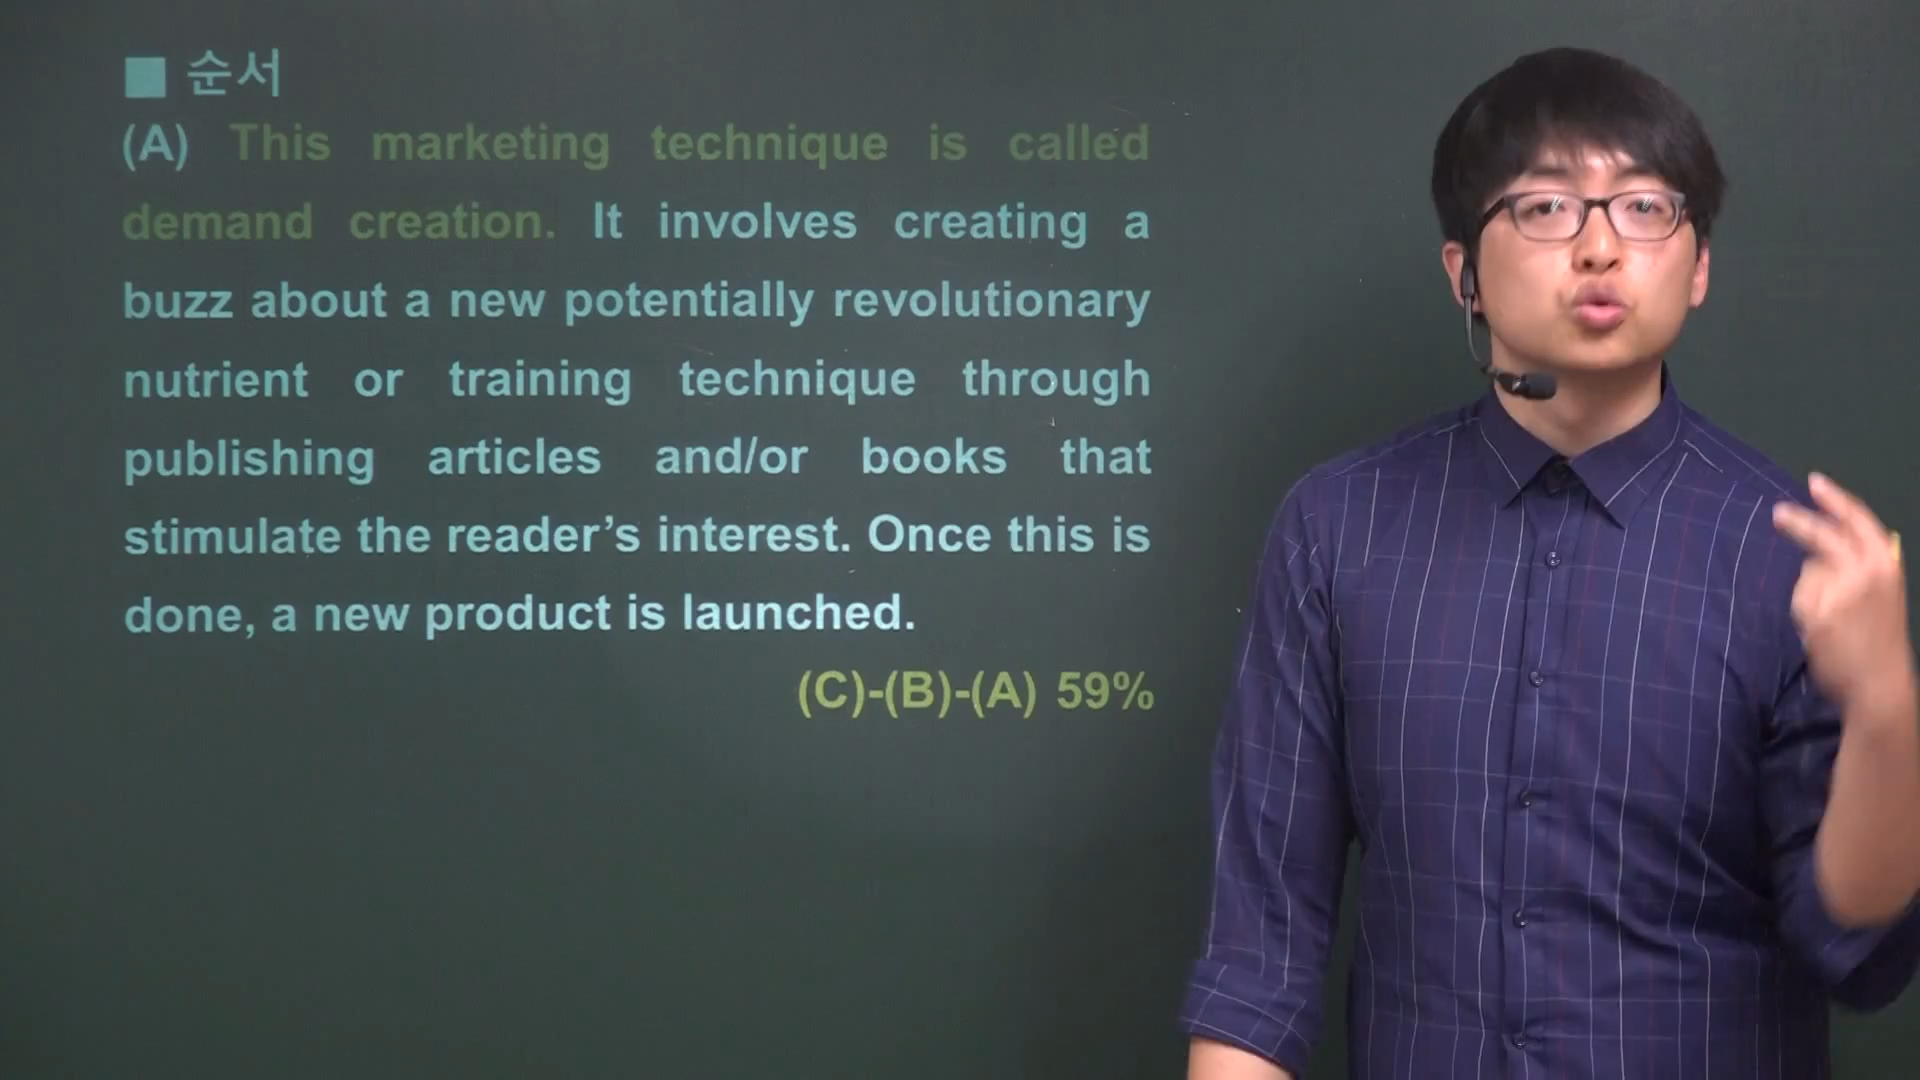 ■ 순서
(A) This marketing technique is called
demand creation. It involves creating a
buzz about a new potentially revolutionary
nutrient or training technique through
publishing articles and/or books that
stimulate the reader’s interest. Once this is
done, a new product is launched.
(C)-(B)-(A) 59%